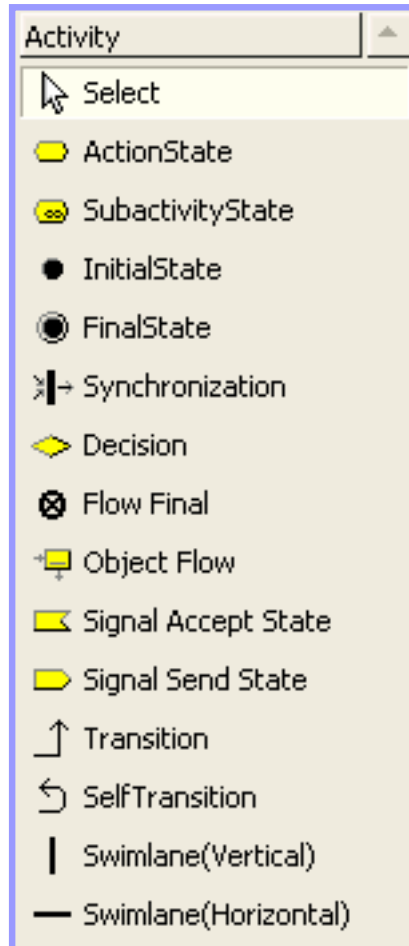 Activity
Select
ActionState
SubactivityState
InitialState
FinalState
Synchronization
Decision
Flow Final
Object Flow
Signal Accept State
Signal Send State
Transition
SelfTransition
Swimlane(Vertical)
Swimlane(Horizontal)